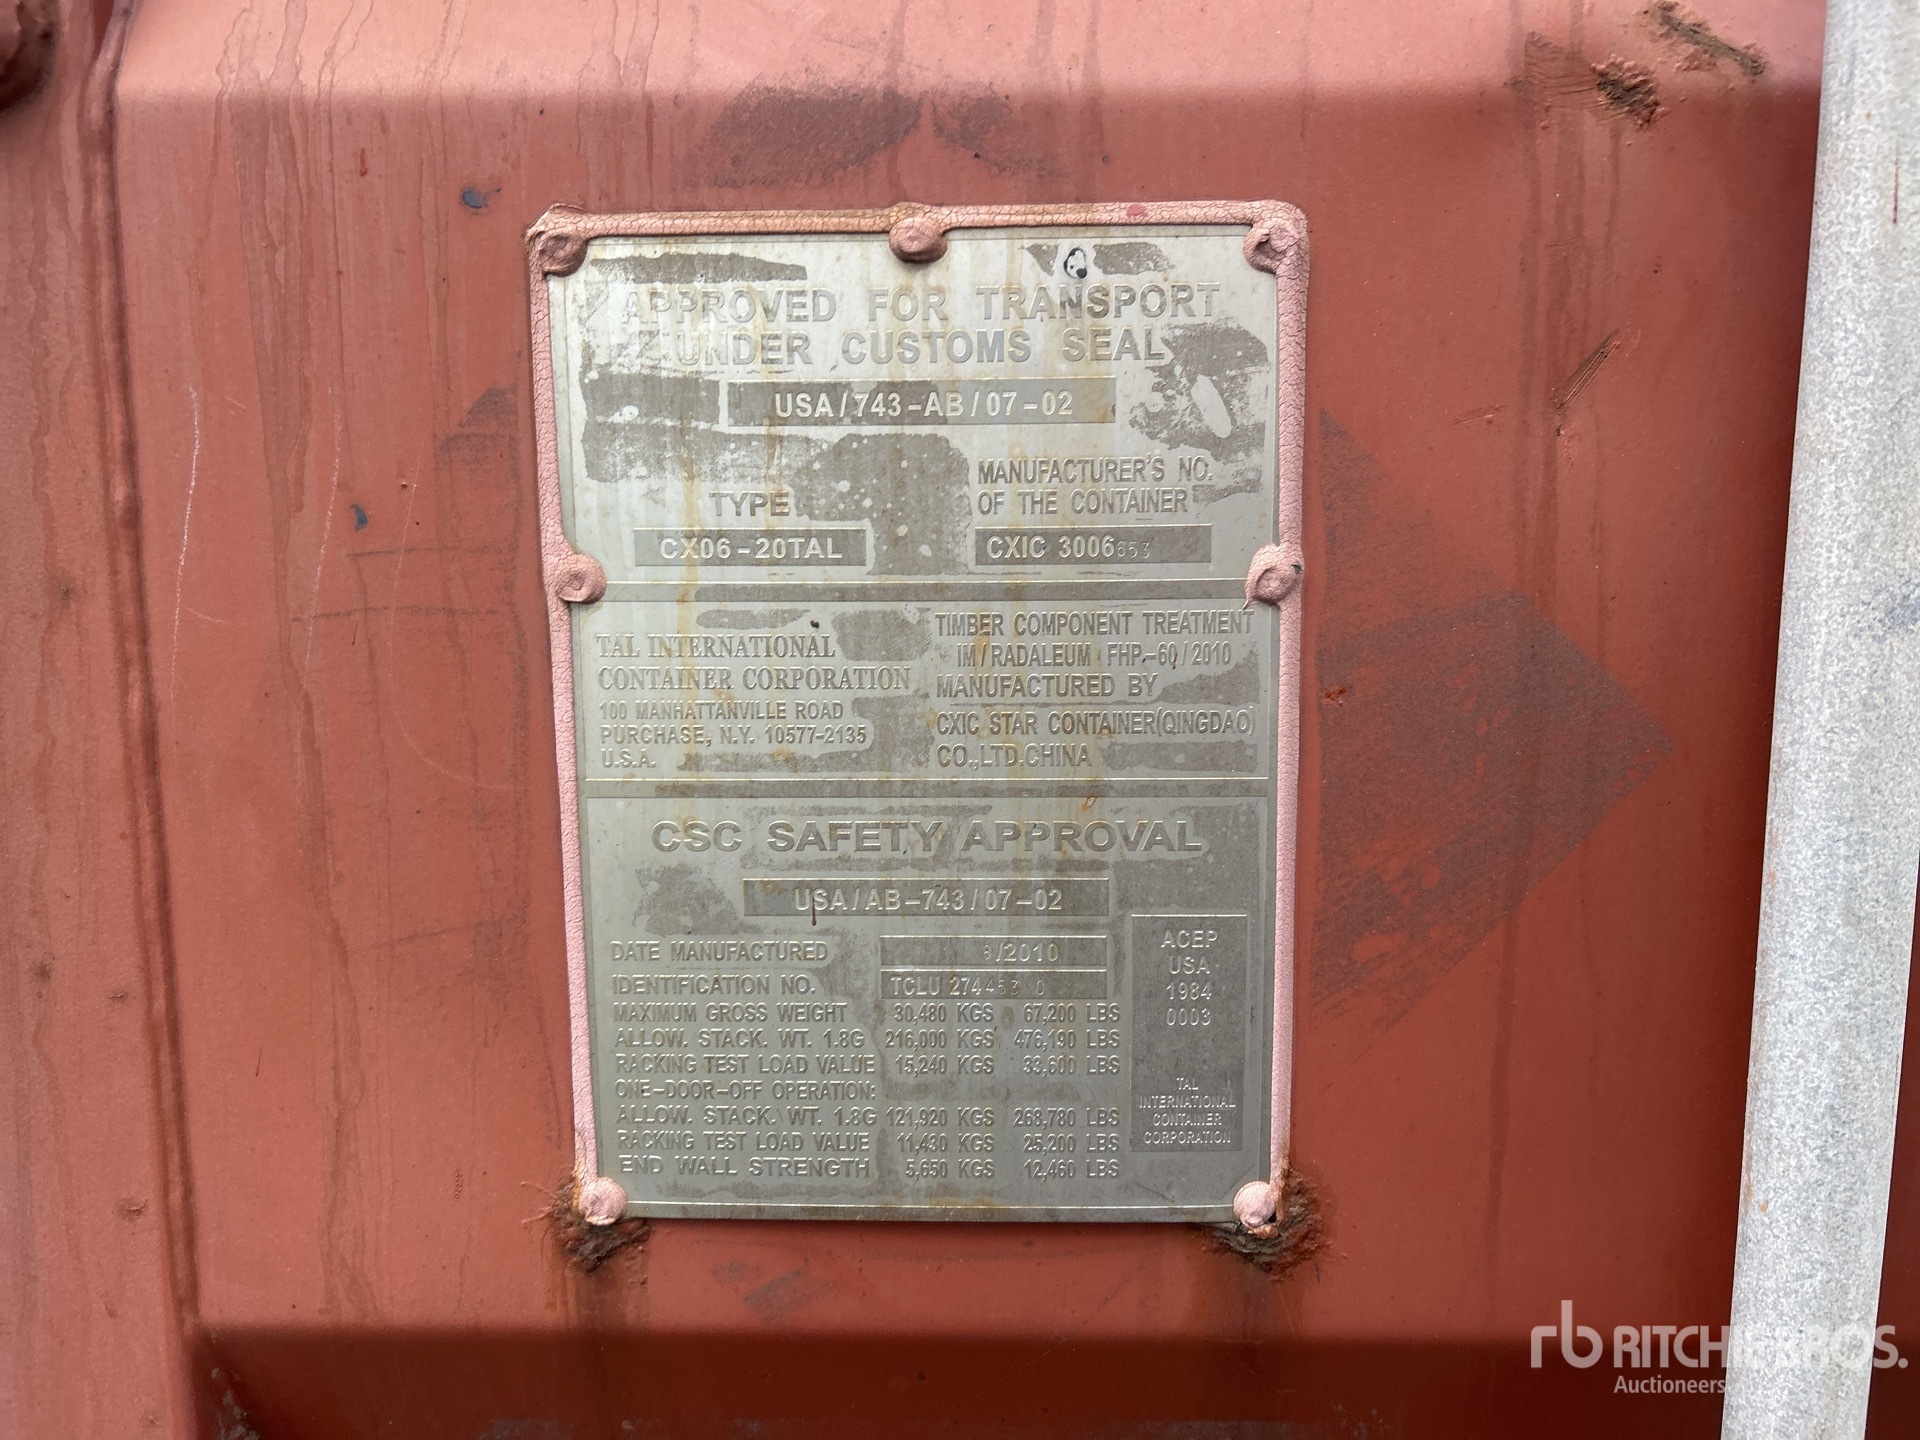 APPROVED FOR TRANSPORT
UNDER CUSTOMS SEAL
USA/743-AB/07-02
TYPE
CX06-20TAL
MANUFACTURER'S NO.
OF THE CONTAINER
CXIC 3006653
TAL INTERNATIONAL
CONTAINER CORPORATION
100 MANHATTANVILLE ROAD
PURCHASE, N.Y. 10577-2135
U.S.A.
TIMBER COMPONENT TREATMENT
IM/RADALEUM FHP-60/2010
MANUFACTURED BY
CXIC STAR CONTAINER(QINGDAO)
CO.,LTD.CHINA
CSC SAFETY APPROVAL
USA/AB-743/07-02
DATE MANUFACTURED /2010
IDENTIFICATION NO. TCLU 274453 0
MAXIMUM GROSS WEIGHT 30,480 KGS 67,200 LBS
ALLOW. STACK. WT. 1.8G 216,000 KGS 476,190 LBS
RACKING TEST LOAD VALUE 15,240 KGS 33,600 LBS
ONE-DOOR-OFF OPERATION:
ALLOW. STACK. WT. 1.8G 121,920 KGS 268,780 LBS
RACKING TEST LOAD VALUE 11,430 KGS 25,200 LBS
END WALL STRENGTH 5,650 KGS 12,460 LBS
ACEP
USA
1984
0003
TAL
INTERNATIONAL
CONTAINER
CORPORATION
rb RITCHIE BROS.
Auctioneers